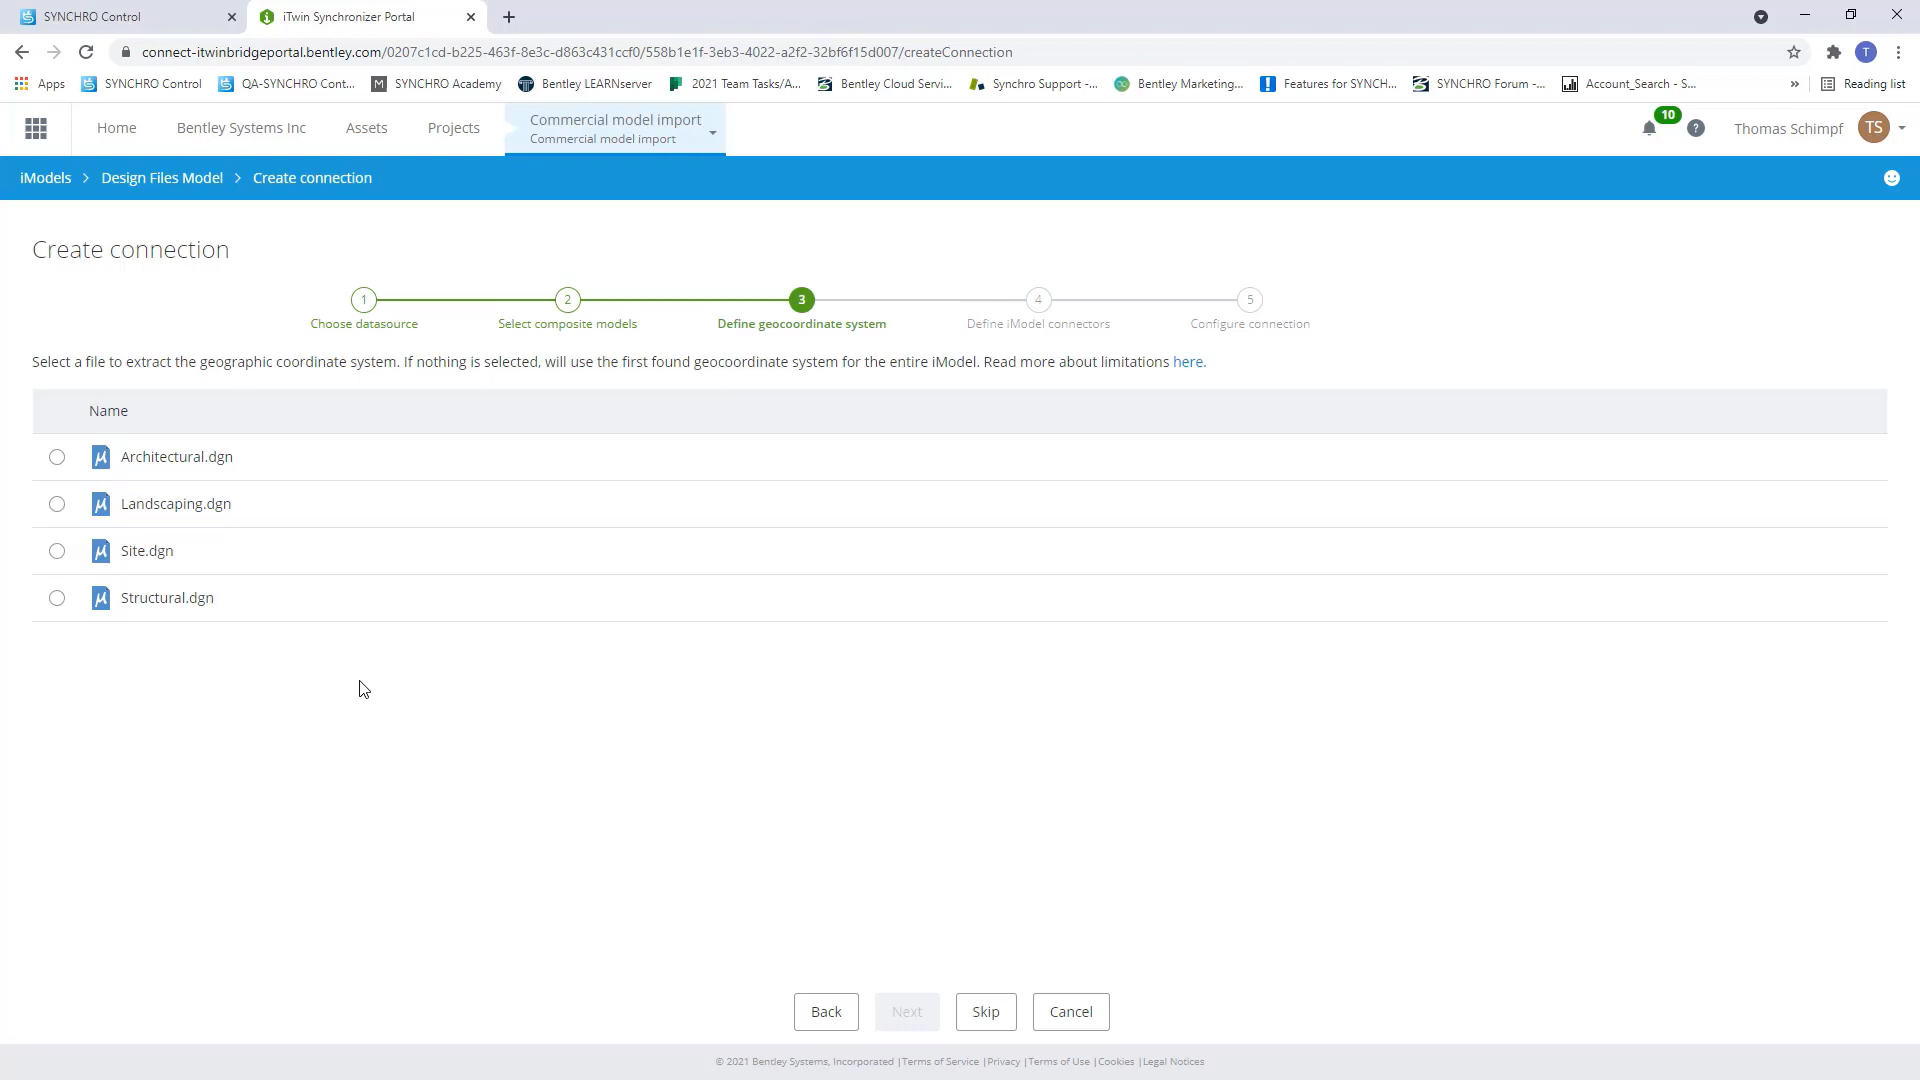 SYNCHRO Control
iTwin Synchronizer Portal
connect-itwinbridgeportal.bentley.com/0207c1cd-b225-463f-8e3c-d863c431ccf0/558b1e1f-3eb3-4022-a2f2-32bf6f15d007/createConnection
T
Apps SYNCHRO Control QA-SYNCHRO Cont... M SYNCHRO Academy Bentley LEARNserver 2021 Team Tasks/A... Bentley Cloud Servi... Synchro Support -... Bentley Marketing... Features for SYNCH... SYNCHRO Forum -... Account_Search - S... » Reading list
Home Bentley Systems Inc Assets Projects
Commercial model import
Commercial model import
10 ? Thomas Schimpf TS
iModels > Design Files Model > Create connection
Create connection
1 2 3 4 5
Choose datasource Select composite models Define geocoordinate system Define iModel connectors Configure connection
Select a file to extract the geographic coordinate system. If nothing is selected, will use the first found geocoordinate system for the entire iModel. Read more about limitations here.
Name
μ Architectural.dgn
μ Landscaping.dgn
μ Site.dgn
μ Structural.dgn
Back Next Skip Cancel
© 2021 Bentley Systems, Incorporated |Terms of Service |Privacy |Terms of Use |Cookies |Legal Notices